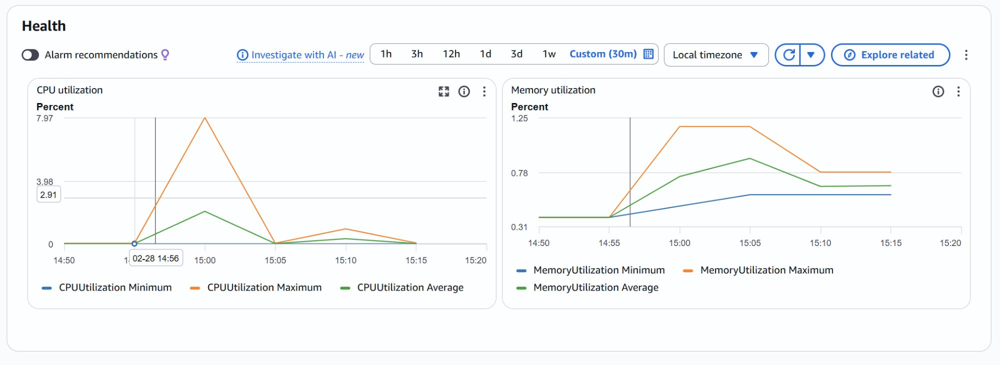 Health
Alarm recommendations
Investigate with AI - new
1h 3h 12h 1d 3d 1w Custom (30m)
Local timezone
Explore related
CPU utilization
Percent
7.97
3.98
2.91
0
14:50 1 02-28 14:56 15:00 15:05 15:10 15:15 15:20
CPUUtilization Minimum CPUUtilization Maximum CPUUtilization Average
Memory utilization
Percent
1.25
0.78
0.31
14:50 14:55 15:00 15:05 15:10 15:15 15:20
MemoryUtilization Minimum MemoryUtilization Maximum
MemoryUtilization Average